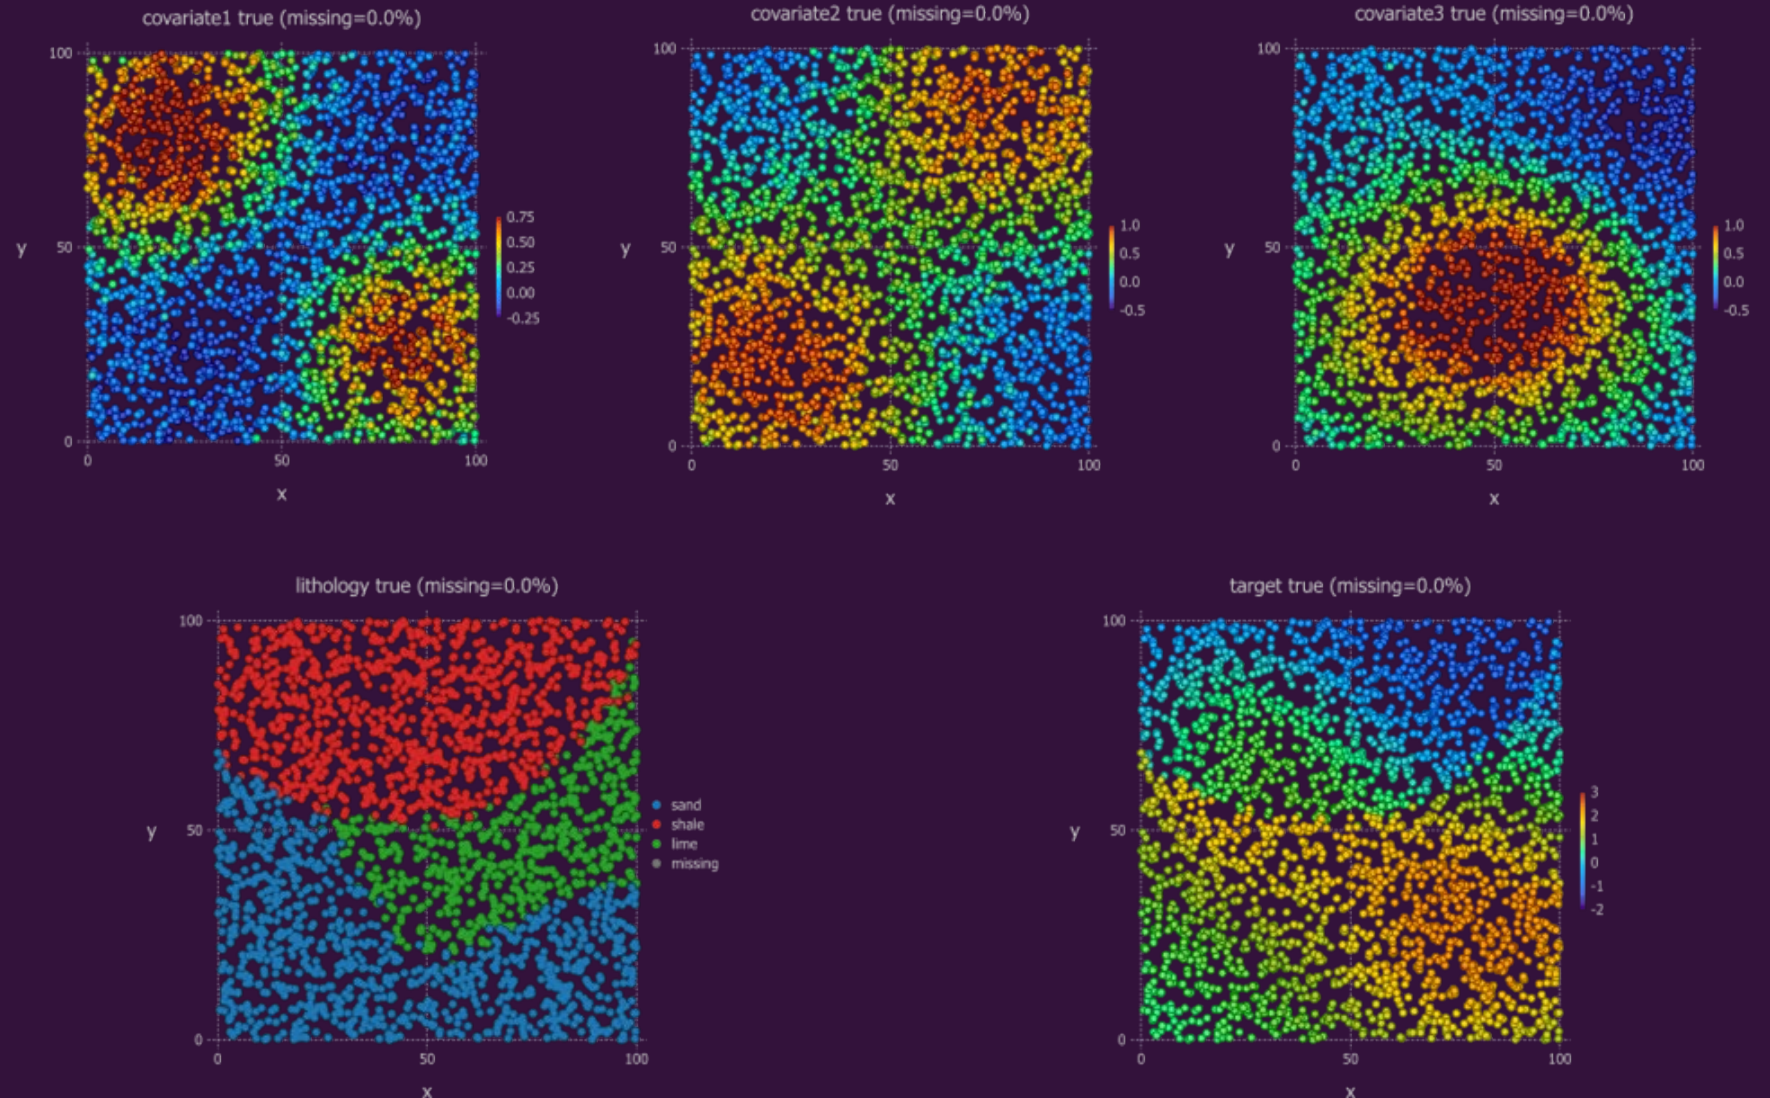 covariate1 true (missing=0.0%)
100
50
0
y
0 50 100
x
0.75
0.50
0.25
0.00
-0.25
covariate2 true (missing=0.0%)
100
50
0
y
0 50 100
x
1.0
0.5
0.0
-0.5
covariate3 true (missing=0.0%)
100
50
0
y
0 50 100
x
1.0
0.5
0.0
-0.5
lithology true (missing=0.0%)
100
50
0
y
0 50 100
x
sand
shale
lime
missing
target true (missing=0.0%)
100
50
0
y
0 50 100
x
3
2
1
0
-1
-2